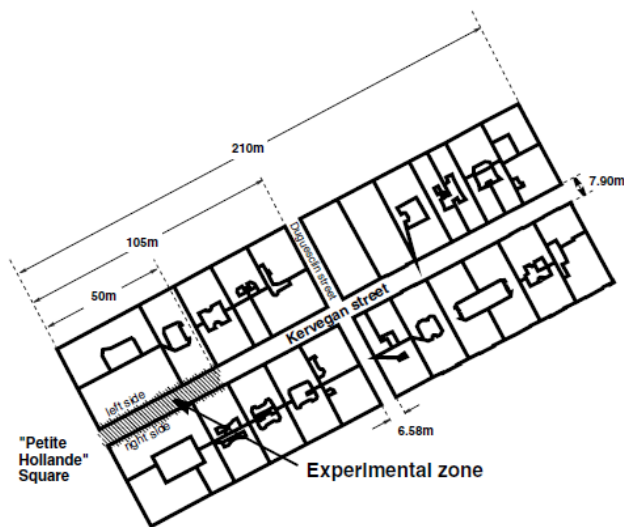 210m
7.90m
105m
Duguesclin street
50m
Kervegan street
left side
right side
6.58m
"Petite
Hollande"
Square
Experimental zone